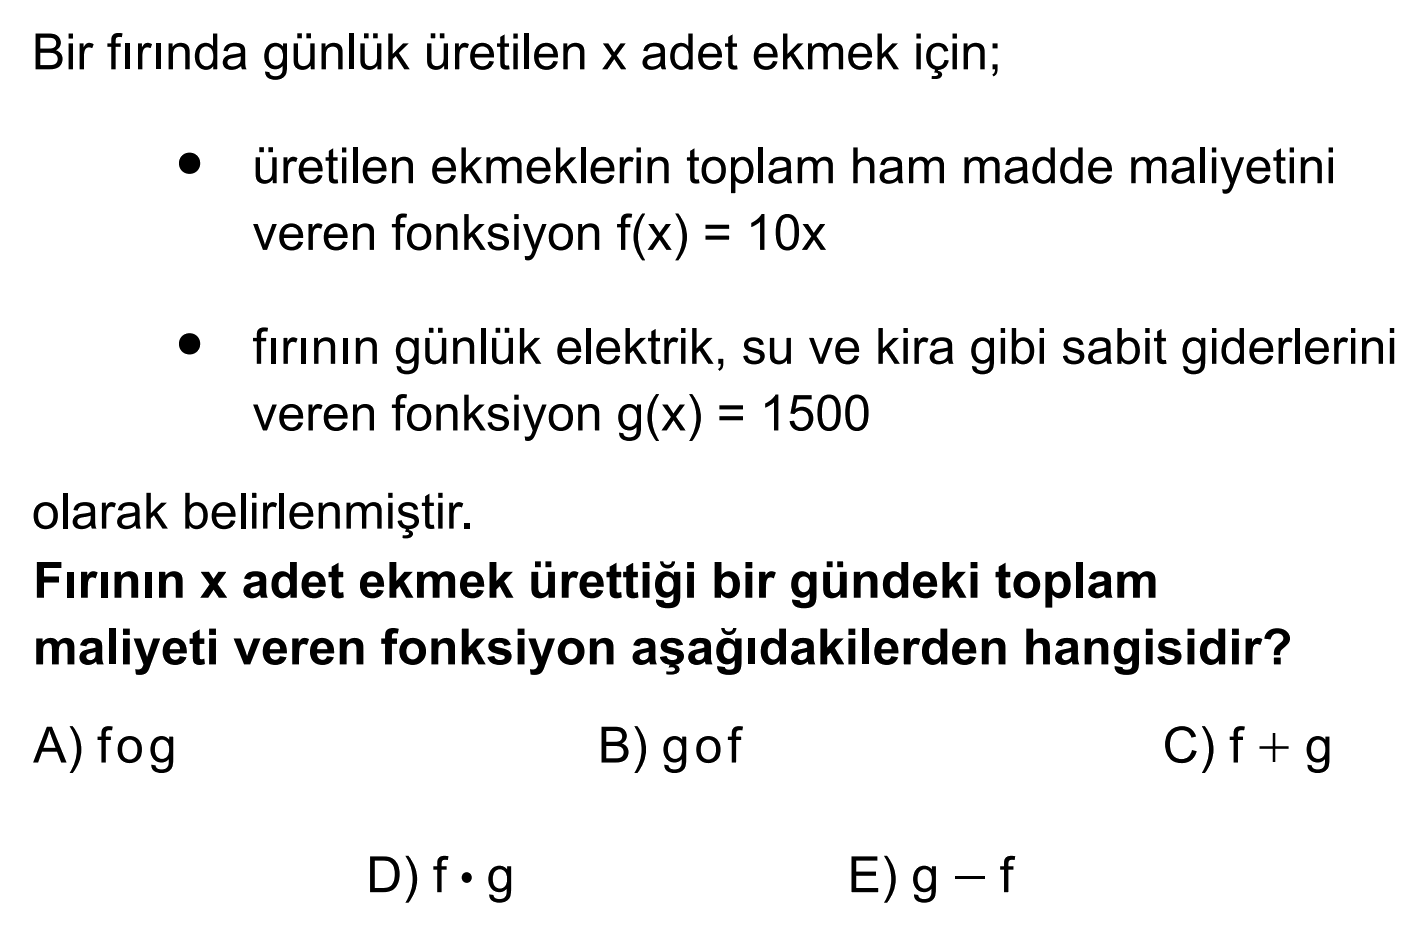 Bir fırında günlük üretilen x adet ekmek için;
• üretilen ekmeklerin toplam ham madde maliyetini
veren fonksiyon f(x) = 10x
• fırının günlük elektrik, su ve kira gibi sabit giderlerini
veren fonksiyon g(x) = 1500
olarak belirlenmiştir.
Fırının x adet ekmek ürettiği bir gündeki toplam
maliyeti veren fonksiyon aşağıdakilerden hangisidir?
A) fog B) gof C) f + g
D) f • g E) g – f